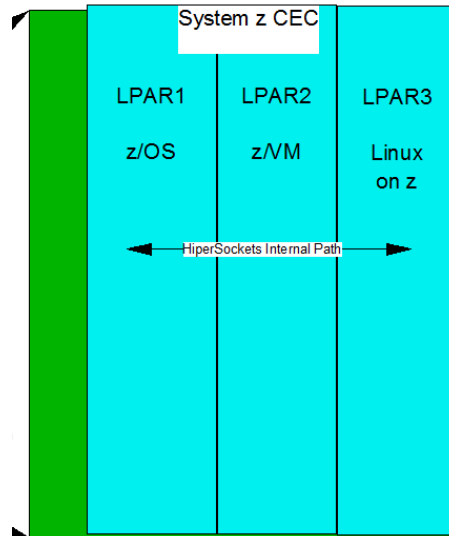 System z CEC
LPAR1
LPAR2
LPAR3
z/OS
z/VM
Linux
on z
HiperSockets Internal Path